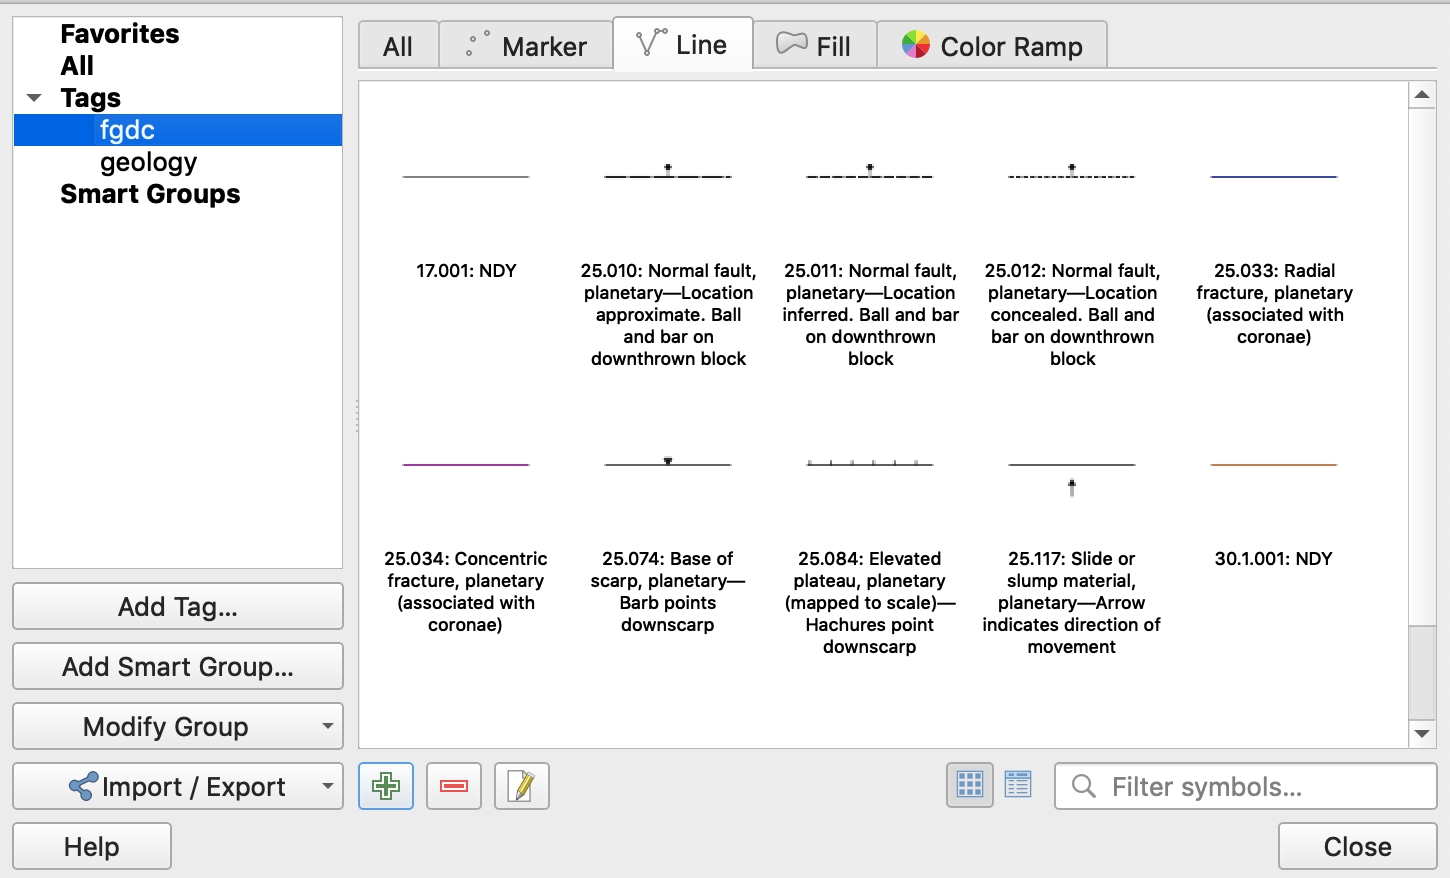 Favorites
All
Tags
fgdc
geology
Smart Groups
Add Tag...
Add Smart Group...
Modify Group
Import / Export
Help
All
Marker
Line
Fill
Color Ramp
17.001: NDY
25.010: Normal fault,
planetary—Location
approximate. Ball
and bar on
downthrown block
25.011: Normal fault,
planetary—Location
inferred. Ball and bar
on downthrown
block
25.012: Normal fault,
planetary—Location
concealed. Ball and
bar on downthrown
block
25.033: Radial
fracture, planetary
(associated with
coronae)
25.034: Concentric
fracture, planetary
(associated with
coronae)
25.074: Base of
scarp, planetary—
Barb points
downscarp
25.084: Elevated
plateau, planetary
(mapped to scale)—
Hachures point
downscarp
25.117: Slide or
slump material,
planetary—Arrow
indicates direction of
movement
30.1.001: NDY
Filter symbols...
Close